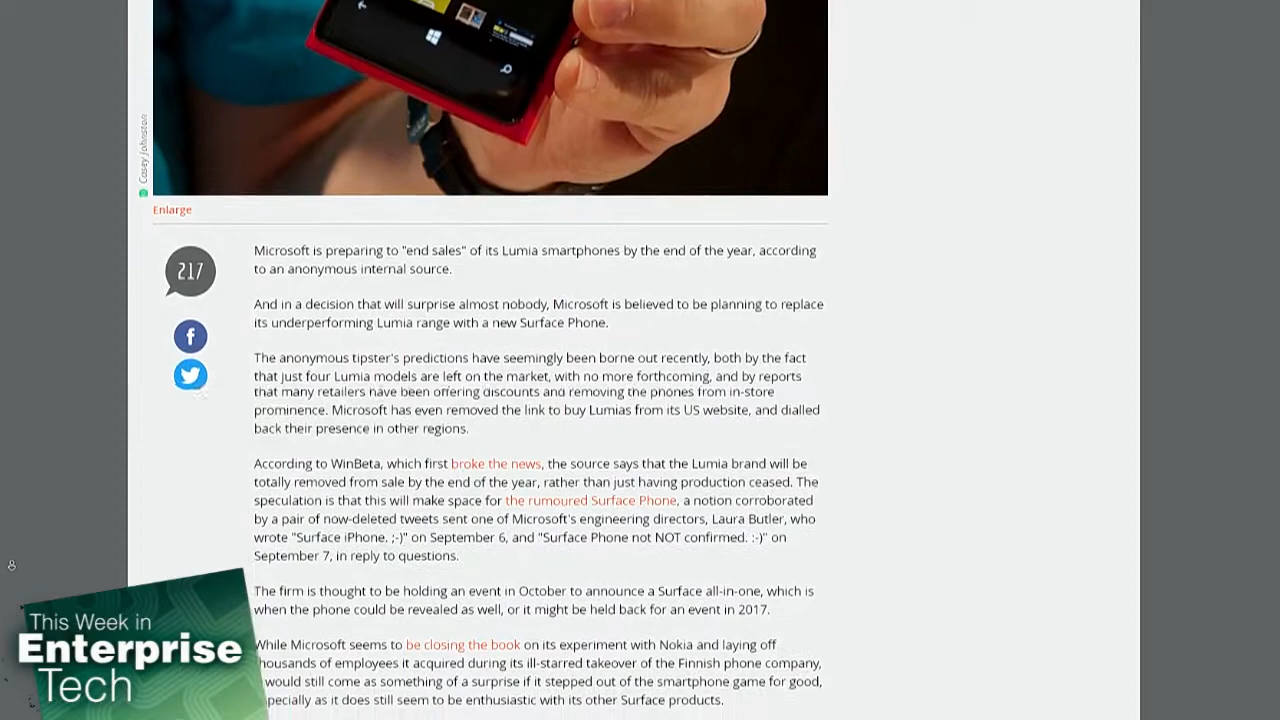 Casey Johnston
Enlarge
217
Microsoft is preparing to "end sales" of its Lumia smartphones by the end of the year, according
to an anonymous internal source.
And in a decision that will surprise almost nobody, Microsoft is believed to be planning to replace
its underperforming Lumia range with a new Surface Phone.
The anonymous tipster's predictions have seemingly been borne out recently, both by the fact
that just four Lumia models are left on the market, with no more forthcoming, and by reports
that many retailers have been offering discounts and removing the phones from in-store
prominence. Microsoft has even removed the link to buy Lumias from its US website, and dialled
back their presence in other regions.
According to WinBeta, which first broke the news, the source says that the Lumia brand will be
totally removed from sale by the end of the year, rather than just having production ceased. The
speculation is that this will make space for the rumoured Surface Phone, a notion corroborated
by a pair of now-deleted tweets sent one of Microsoft's engineering directors, Laura Butler, who
wrote "Surface iPhone. ;-)" on September 6, and "Surface Phone not NOT confirmed. :-)" on
September 7, in reply to questions.
The firm is thought to be holding an event in October to announce a Surface all-in-one, which is
when the phone could be revealed as well, or it might be held back for an event in 2017.
While Microsoft seems to be closing the book on its experiment with Nokia and laying off
housands of employees it acquired during its ill-starred takeover of the Finnish phone company,
would still come as something of a surprise if it stepped out of the smartphone game for good,
pecially as it does still seem to be enthusiastic with its other Surface products.
This Week in
Enterprise
Tech